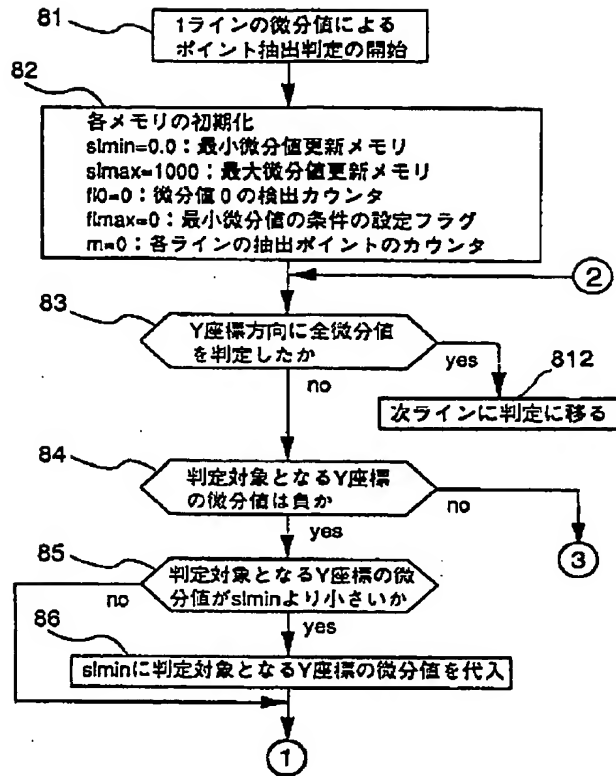 81
1ラインの微分値による
ポイント抽出判定の開始
82
各メモリの初期化
slmin=0.0：最小微分値更新メモリ
slmax=1000：最大微分値更新メモリ
fl0=0：微分値0の検出カウンタ
flmax=0：最小微分値の条件の設定フラグ
m=0：各ラインの抽出ポイントのカウンタ
2
83
Y座標方向に全微分値
を判定したか
yes
no
812
次ラインに判定に移る
84
判定対象となるY座標
の微分値は負か
no
yes
3
85
判定対象となるY座標の微
分値がslminより小さいか
no
yes
86
slminに判定対象となるY座標の微分値を代入
1